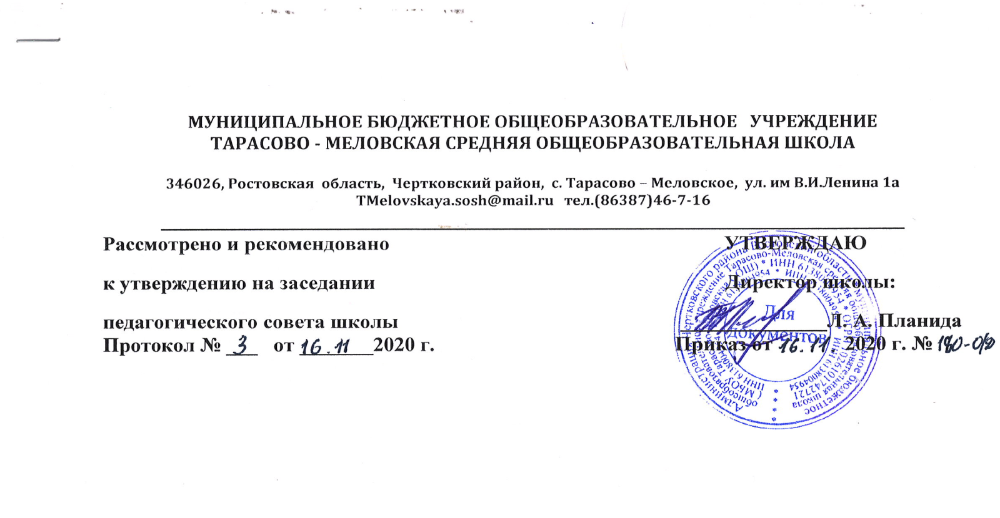 МУНИЦИПАЛЬНОЕ БЮДЖЕТНОЕ ОБЩЕОБРАЗОВАТЕЛЬНОЕ УЧРЕЖДЕНИЕ
ТАРАСОВО - МЕЛОВСКАЯ СРЕДНЯЯ ОБЩЕОБРАЗОВАТЕЛЬНАЯ ШКОЛА
346026, Ростовская область, Чертковский район, с. Тарасово – Меловское, ул. им В.И.Ленина 1а
TMelovskaya.sosh@mail.ru тел.(86387)46-7-16
Рассмотрено и рекомендовано
к утверждению на заседании
педагогического совета школы
Протокол № 3 от 16.11 2020 г.
УТВЕРЖДАЮ
Директор школы:
Л. А. Планида
Приказ от 16.11. 2020 г. № 180-ОД
Для
документов